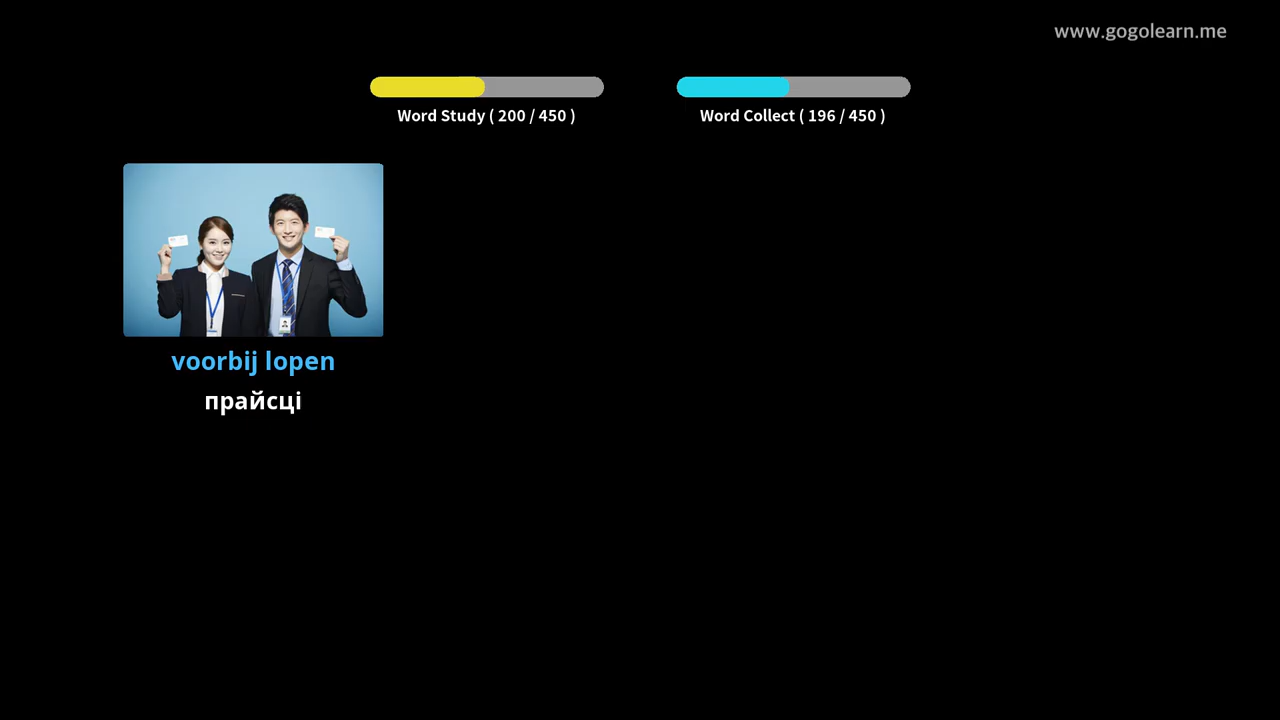 www.gogolearn.me
Word Study ( 200 / 450 )
Word Collect ( 196 / 450 )
voorbij lopen
прайсці